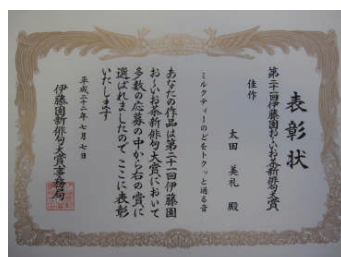 表彰状
第二十一回伊藤園おーいお茶新俳句大賞
佳作
太田 美礼 殿
ミルクティーのどをトクッと通る音
あなたの作品は第二十一回伊藤園
おーいお茶新俳句大賞において
多数の応募の中から右の賞に
選ばれましたので ここに表彰
いたします
平成二十二年七月七日
伊藤園新俳句大賞事務局